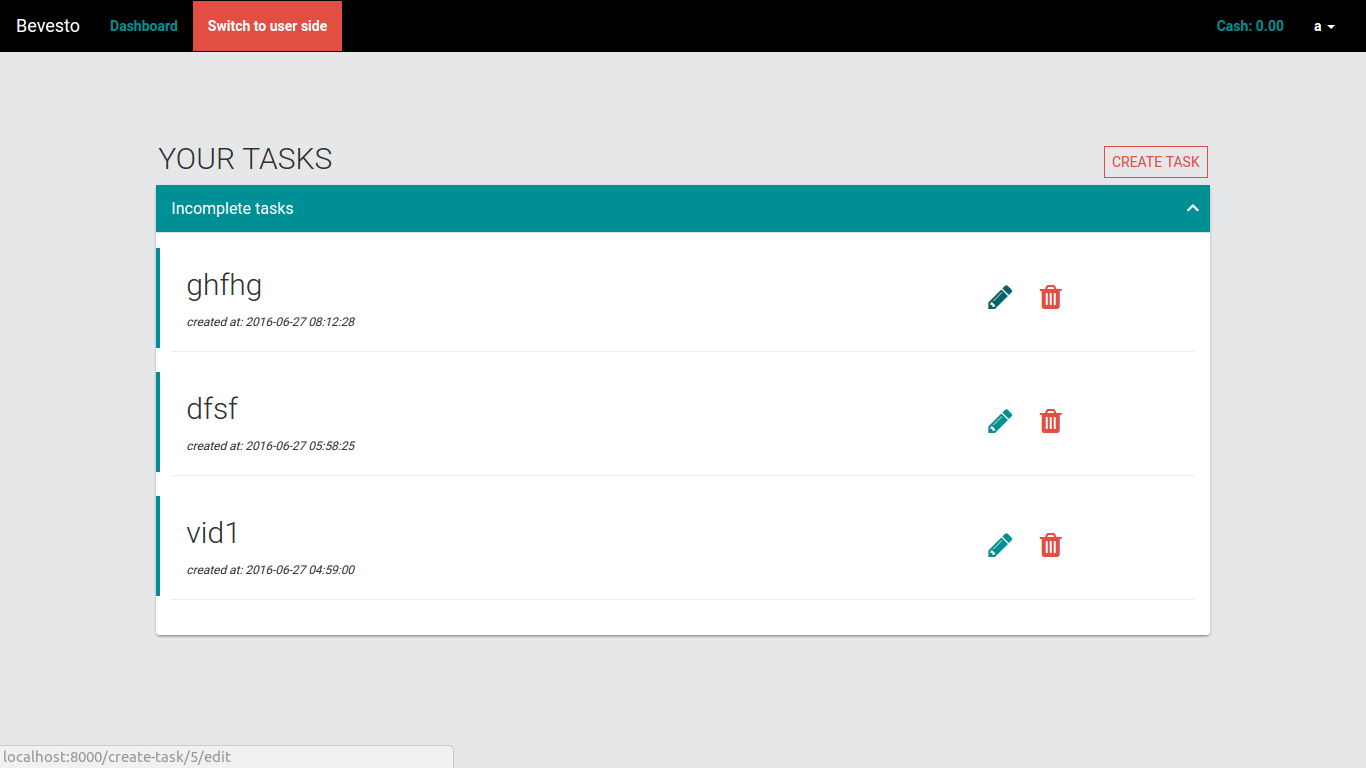 Bevesto Dashboard Switch to user side Cash: 0.00 a
YOUR TASKS CREATE TASK
Incomplete tasks
ghfhg
created at: 2016-06-27 08:12:28
dfsf
created at: 2016-06-27 05:58:25
vid1
created at: 2016-06-27 04:59:00
localhost:8000/create-task/5/edit